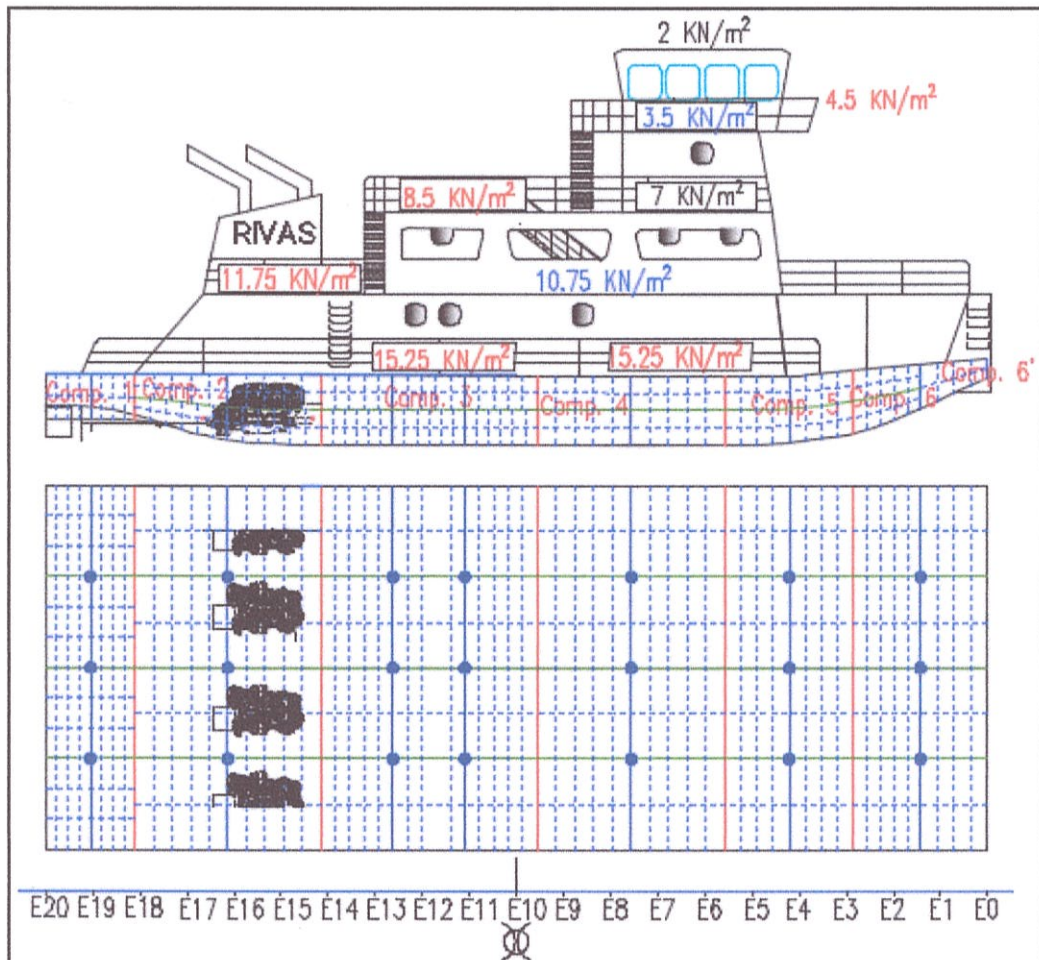 2 KN/m²
4.5 KN/m²
3.5 KN/m²
8.5 KN/m²
7 KN/m²
RIVAS
11.75 KN/m²
10.75 KN/m²
15.25 KN/m²
15.25 KN/m²
Comp. 1
Comp. 2
Comp. 3
Comp. 4
Comp. 5
Comp. 6
Comp. 6'
E20 E19 E18 E17 E16 E15 E14 E13 E12 E11 E10 E9 E8 E7 E6 E5 E4 E3 E2 E1 E0